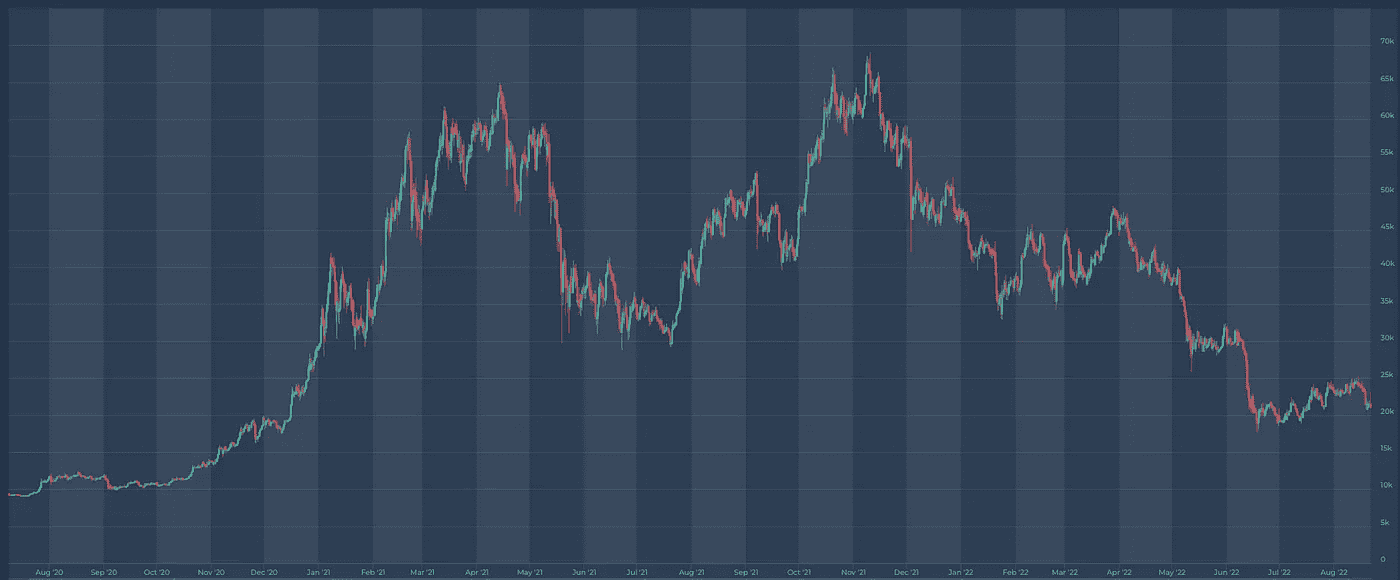 70k
65k
60k
55k
50k
45k
40k
35k
30k
25k
20k
15k
10k
5k
0
Aug '20 Sep '20 Oct '20 Nov '20 Dec '20 Jan '21 Feb '21 Mar '21 Apr '21 May '21 Jun '21 Jul '21 Aug '21 Sep '21 Oct '21 Nov '21 Dec '21 Jan '22 Feb '22 Mar '22 Apr '22 May '22 Jun '22 Jul '22 Aug '22